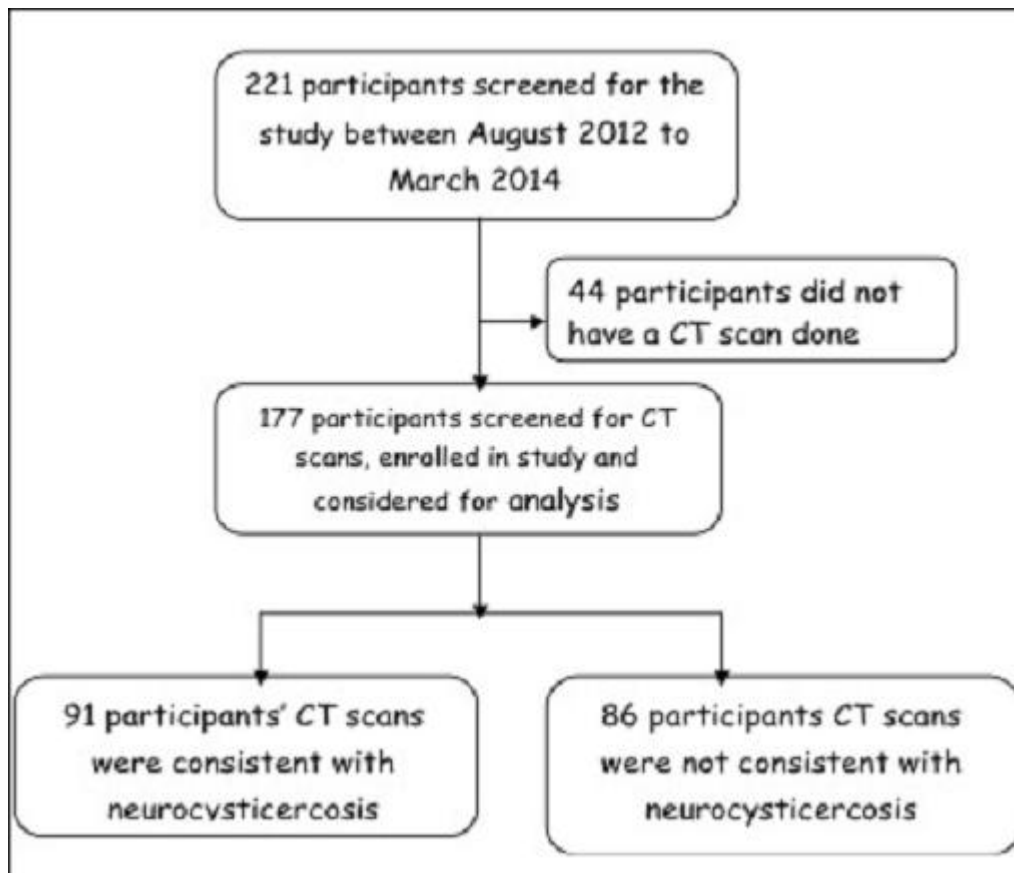 221 participants screened for the
study between August 2012 to
March 2014
44 participants did not
have a CT scan done
177 participants screened for CT
scans, enrolled in study and
considered for analysis
91 participants' CT scans
were consistent with
neurocysticercosis
86 participants CT scans
were not consistent with
neurocysticercosis